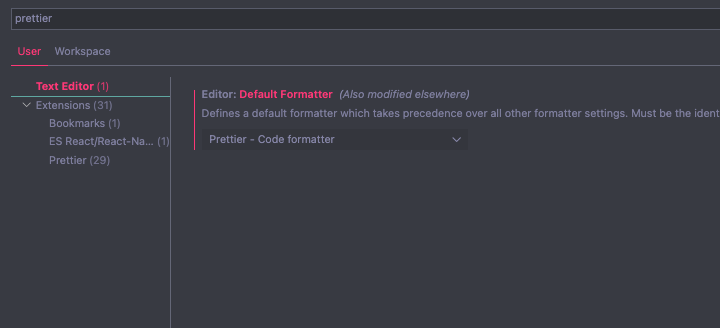 prettier
User
Workspace
Text Editor (1)
Extensions (31)
Bookmarks (1)
ES React/React-Na... (1)
Prettier (29)
Editor: Default Formatter (Also modified elsewhere)
Defines a default formatter which takes precedence over all other formatter settings. Must be the ident
Prettier - Code formatter